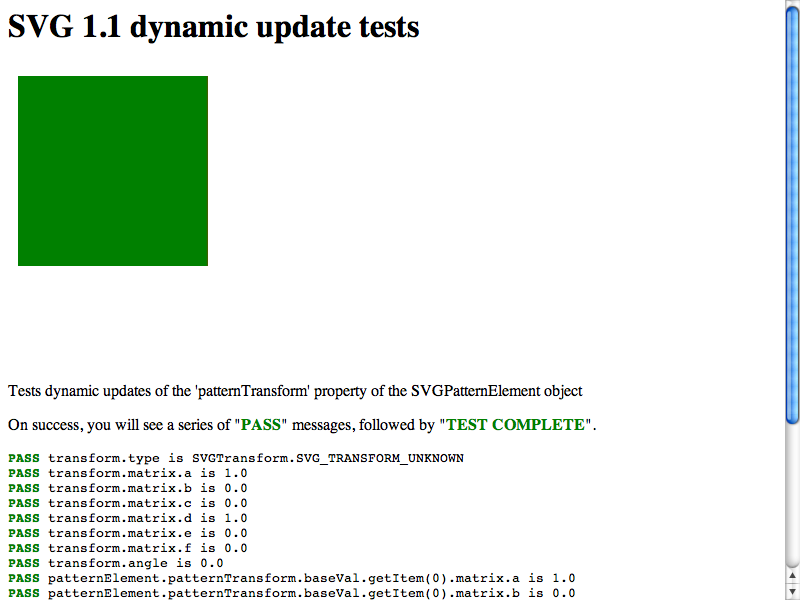 SVG 1.1 dynamic update tests
Tests dynamic updates of the 'patternTransform' property of the SVGPatternElement object
On success, you will see a series of "PASS" messages, followed by "TEST COMPLETE".
PASS transform.type is SVGTransform.SVG_TRANSFORM_UNKNOWN
PASS transform.matrix.a is 1.0
PASS transform.matrix.b is 0.0
PASS transform.matrix.c is 0.0
PASS transform.matrix.d is 1.0
PASS transform.matrix.e is 0.0
PASS transform.matrix.f is 0.0
PASS transform.angle is 0.0
PASS patternElement.patternTransform.baseVal.getItem(0).matrix.a is 1.0
PASS patternElement.patternTransform.baseVal.getItem(0).matrix.b is 0.0